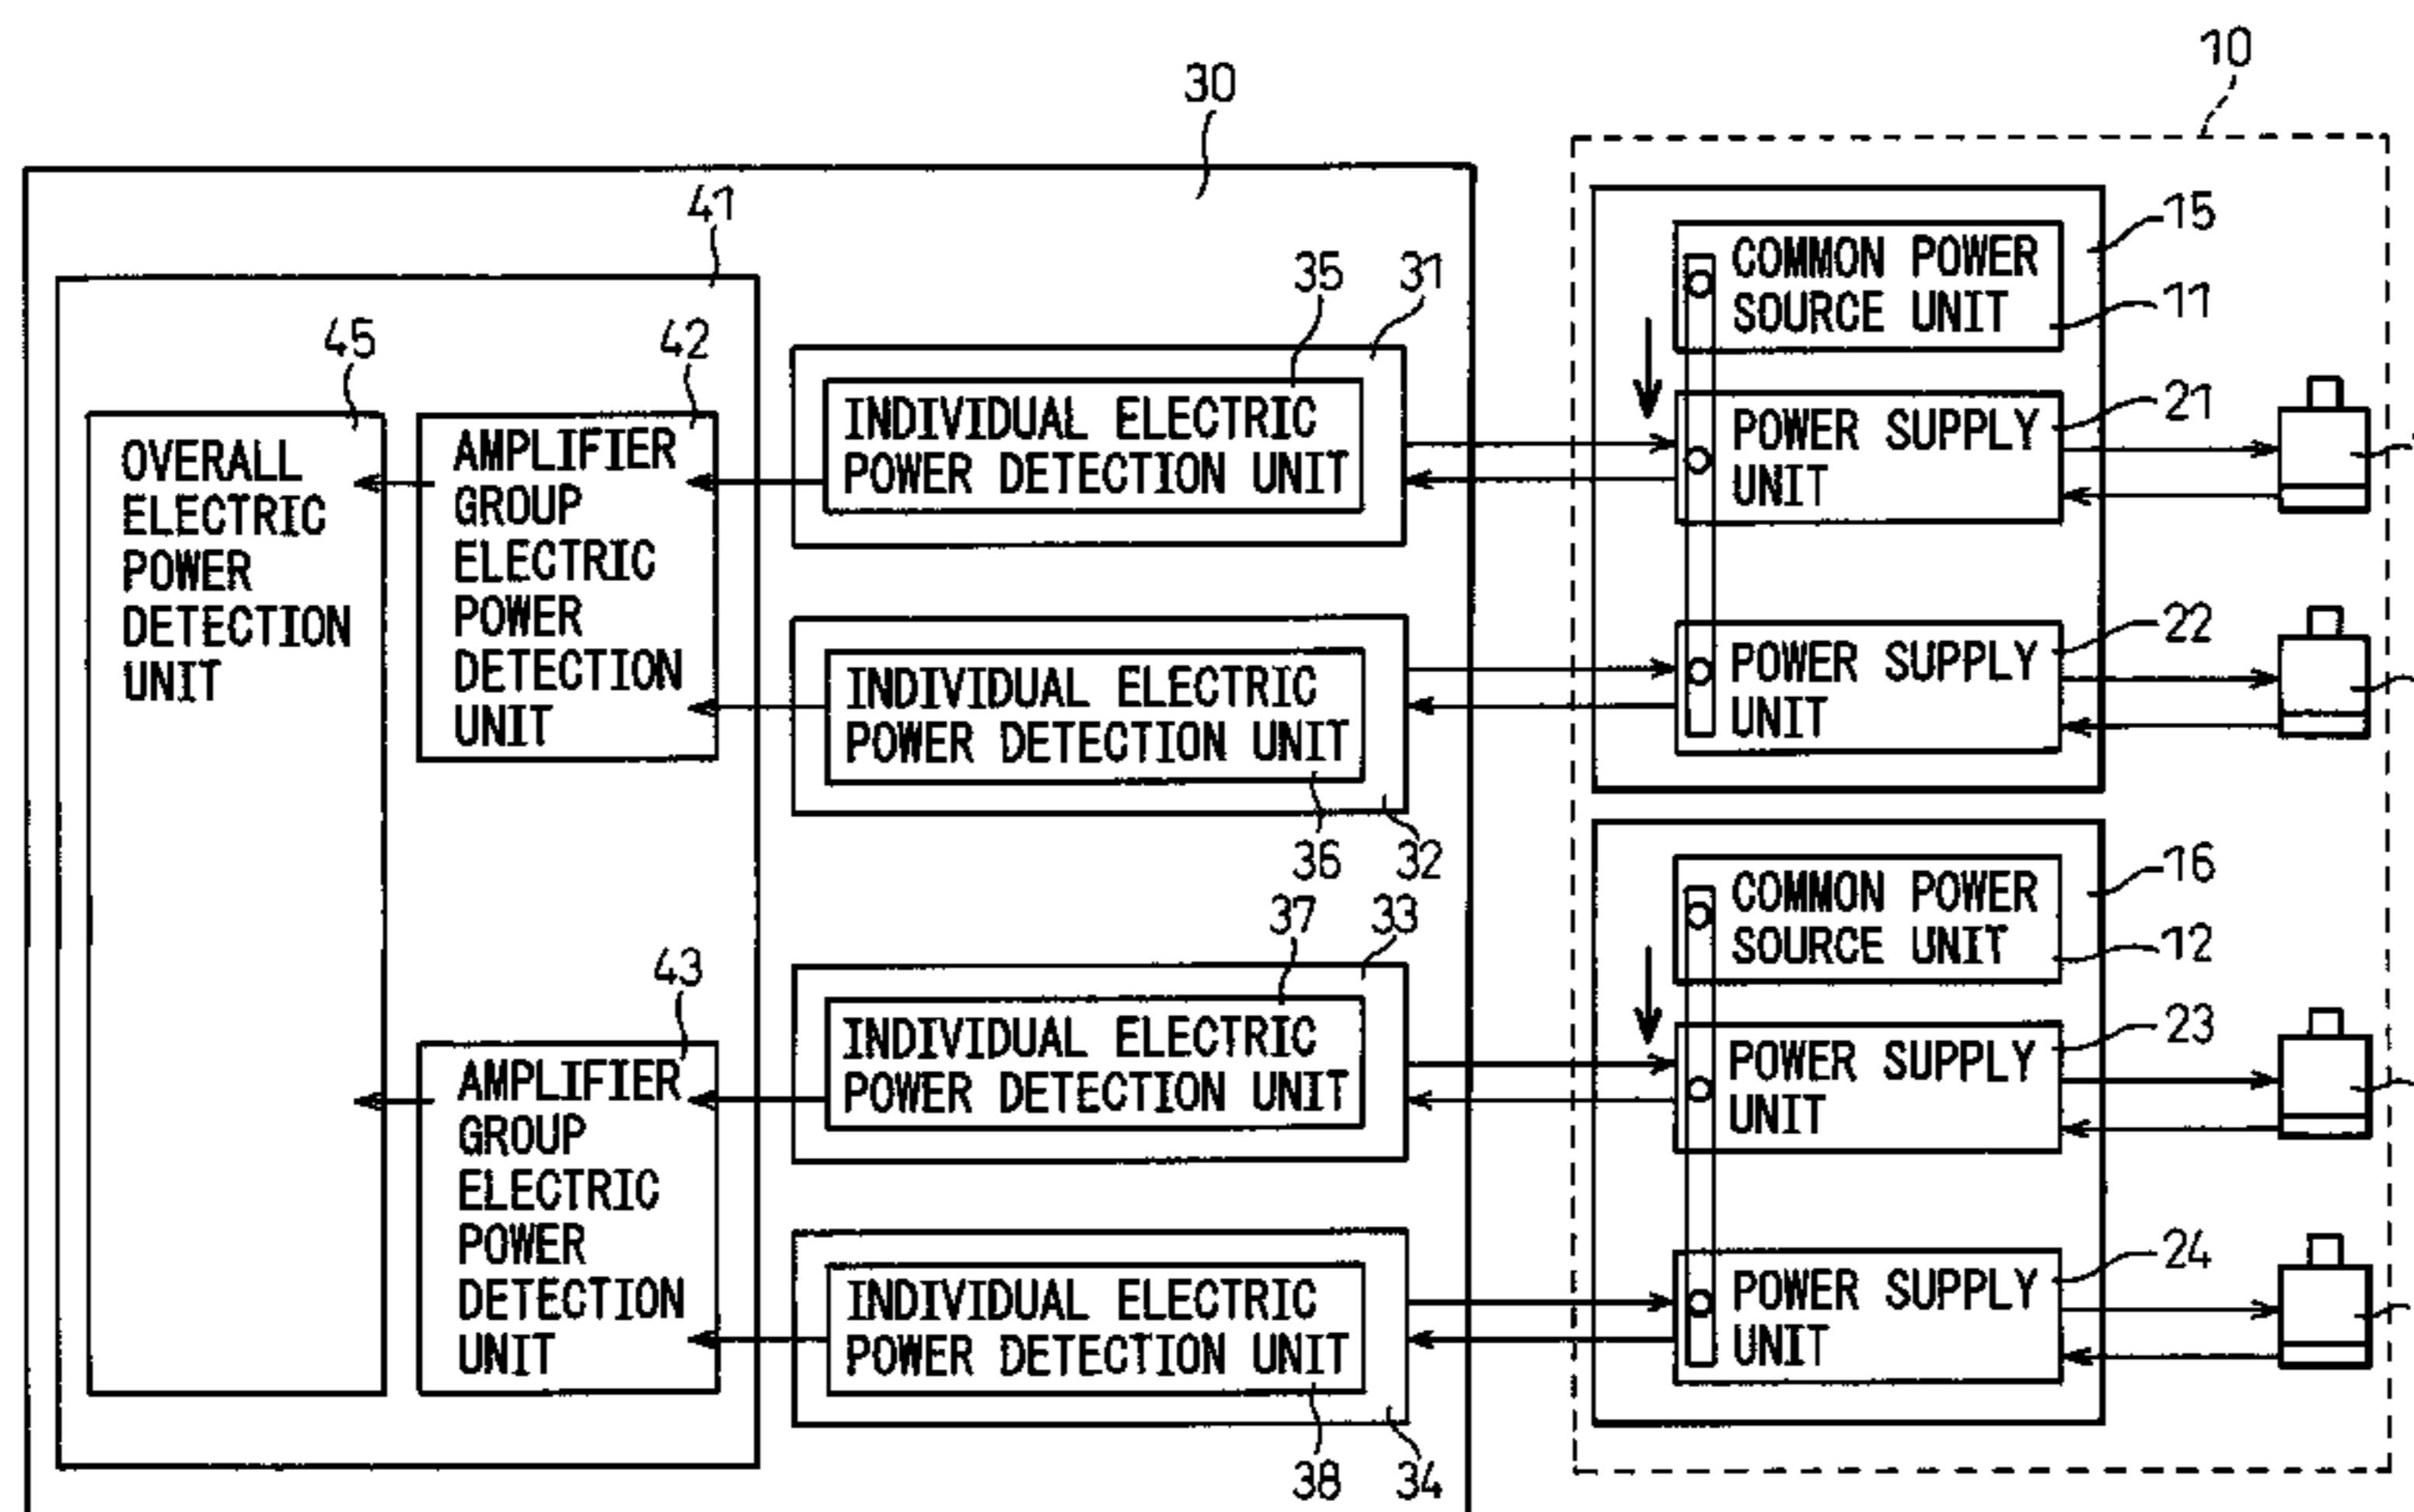 10
30
41
15
COMMON POWER
SOURCE UNIT
11
35
31
45
42
21
INDIVIDUAL ELECTRIC
POWER DETECTION UNIT
POWER SUPPLY
UNIT
OVERALL
ELECTRIC
POWER
DETECTION
UNIT
AMPLIFIER
GROUP
ELECTRIC
POWER
DETECTION
UNIT
22
INDIVIDUAL ELECTRIC
POWER DETECTION UNIT
POWER SUPPLY
UNIT
36
32
16
COMMON POWER
SOURCE UNIT
12
37
33
43
23
INDIVIDUAL ELECTRIC
POWER DETECTION UNIT
POWER SUPPLY
UNIT
AMPLIFIER
GROUP
ELECTRIC
POWER
DETECTION
UNIT
24
INDIVIDUAL ELECTRIC
POWER DETECTION UNIT
POWER SUPPLY
UNIT
38
34